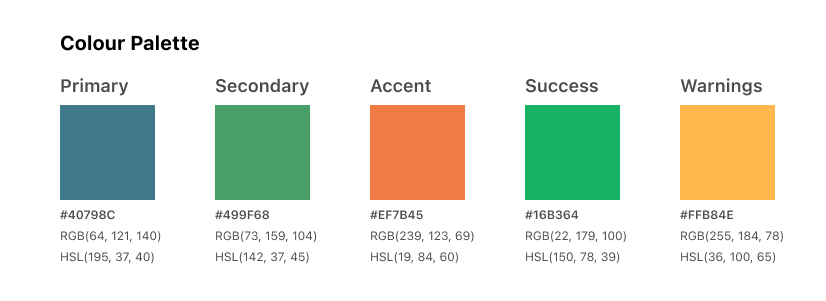 Colour Palette
Primary
#40798C
RGB(64, 121, 140)
HSL(195, 37, 40)
Secondary
#499F68
RGB(73, 159, 104)
HSL(142, 37, 45)
Accent
#EF7B45
RGB(239, 123, 69)
HSL(19, 84, 60)
Success
#16B364
RGB(22, 179, 100)
HSL(150, 78, 39)
Warnings
#FFB84E
RGB(255, 184, 78)
HSL(36, 100, 65)